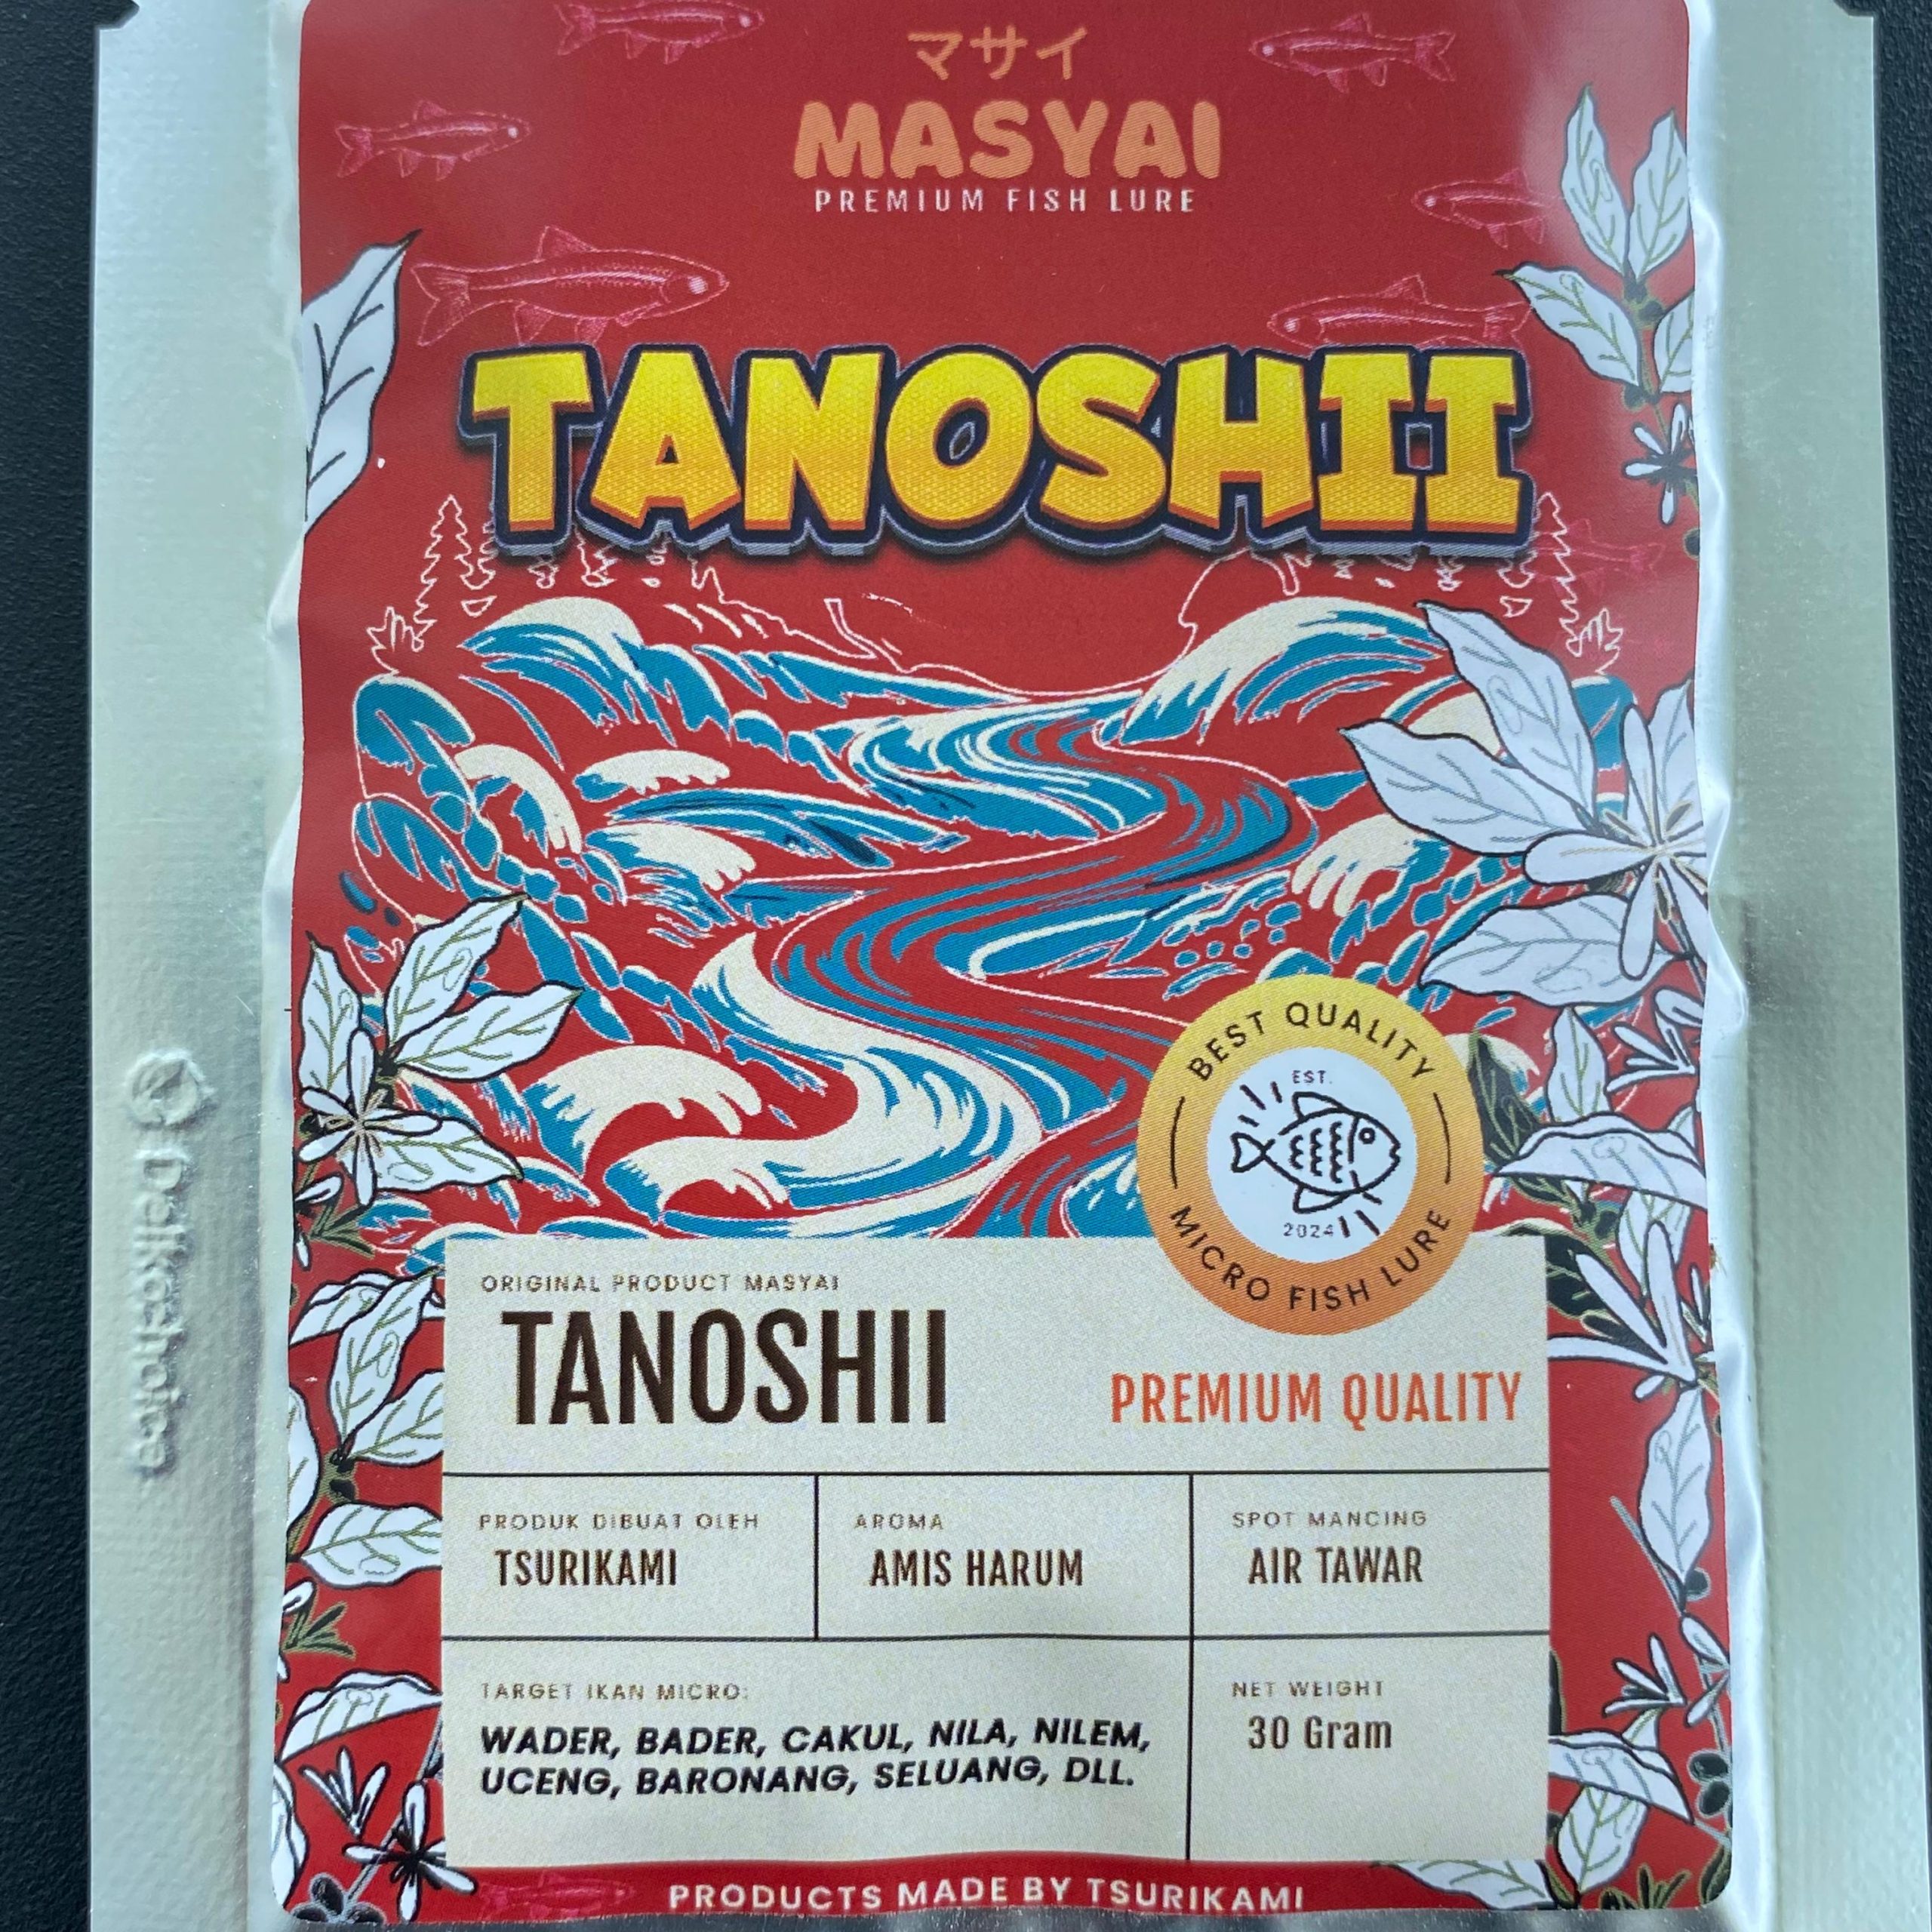 マサイ
MASYAI
PREMIUM FISH LURE
TANOSHII
BEST QUALITY
EST.
2024
MICRO FISH LURE
ORIGINAL PRODUCT MASYAI
TANOSHII
PREMIUM QUALITY
PRODUK DIBUAT OLEH
TSURIKAMI
AROMA
AMIS HARUM
SPOT MANCING
AIR TAWAR
TARGET IKAN MICRO:
WADER, BADER, CAKUL, NILA, NILEM,
UCENG, BARONANG, SELUANG, DLL.
NET WEIGHT
30 Gram
PRODUCTS MADE BY TSURIKAMI